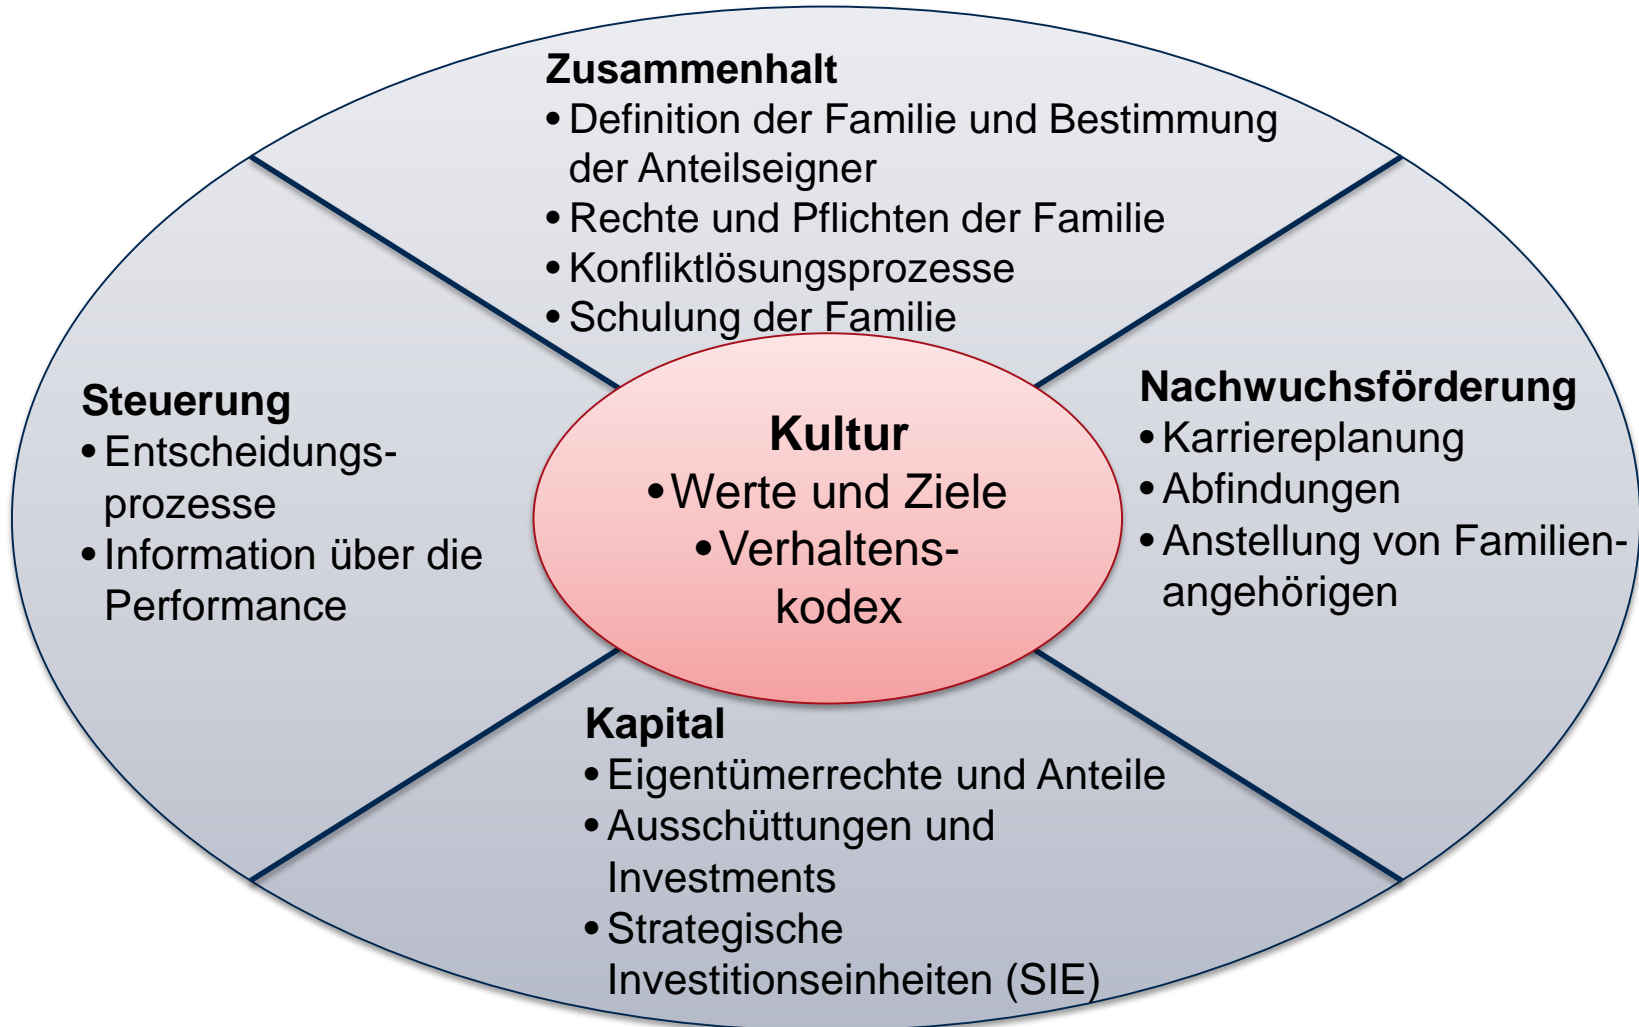 Zusammenhalt
• Definition der Familie und Bestimmung
der Anteilseigner
• Rechte und Pflichten der Familie
• Konfliktlösungsprozesse
• Schulung der Familie
Steuerung
• Entscheidungs-
prozesse
• Information über die
Performance
Kultur
• Werte und Ziele
• Verhaltens-
kodex
Nachwuchsförderung
• Karriereplanung
• Abfindungen
• Anstellung von Familien-
angehörigen
Kapital
• Eigentümerrechte und Anteile
• Ausschüttungen und
Investments
• Strategische
Investitionseinheiten (SIE)